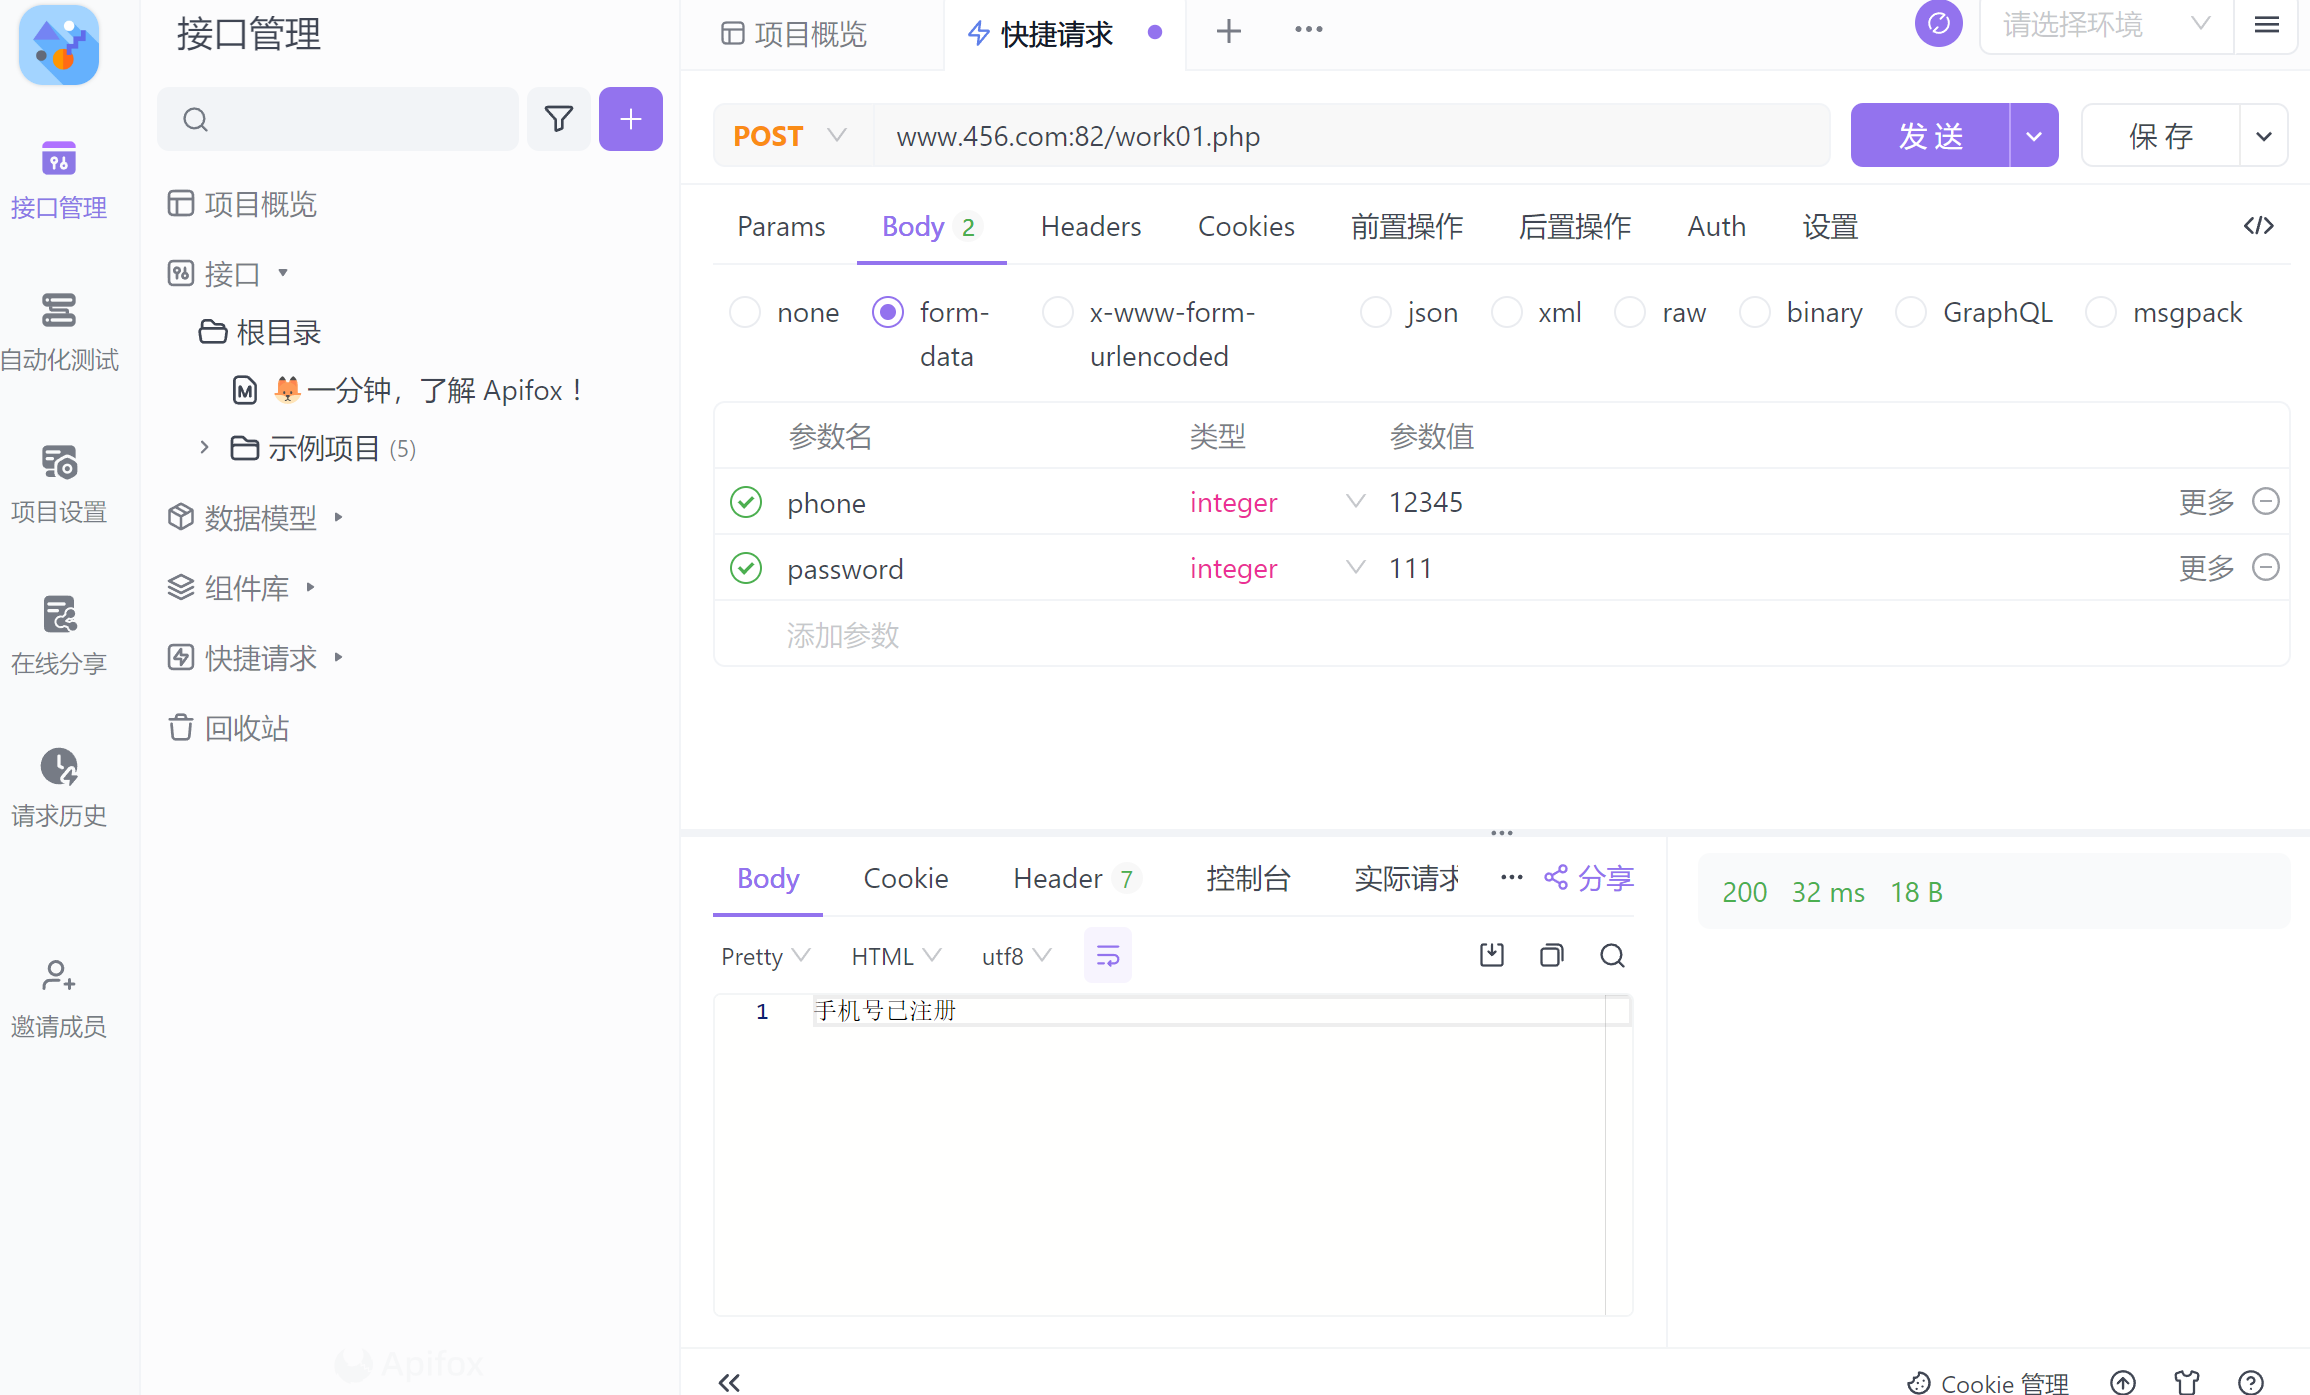 接口管理
自动化测试
项目设置
在线分享
请求历史
邀请成员
接口管理
项目概览
接口
根目录
一分钟，了解 Apifox！
示例项目 (5)
数据模型
组件库
快捷请求
回收站
Apifox
项目概览
快捷请求
请选择环境
POST
www.456.com:82/work01.php
发 送
保 存
Params
Body 2
Headers
Cookies
前置操作
后置操作
Auth
设置
none
form-
data
x-www-form-
urlencoded
json
xml
raw
binary
GraphQL
msgpack
参数名 类型 参数值
phone integer 12345 更多
password integer 111 更多
添加参数
Body
Cookie
Header 7
控制台
实际请求
分享
Pretty
HTML
utf8
1 手机号已注册
200 32 ms 18 B
Cookie 管理